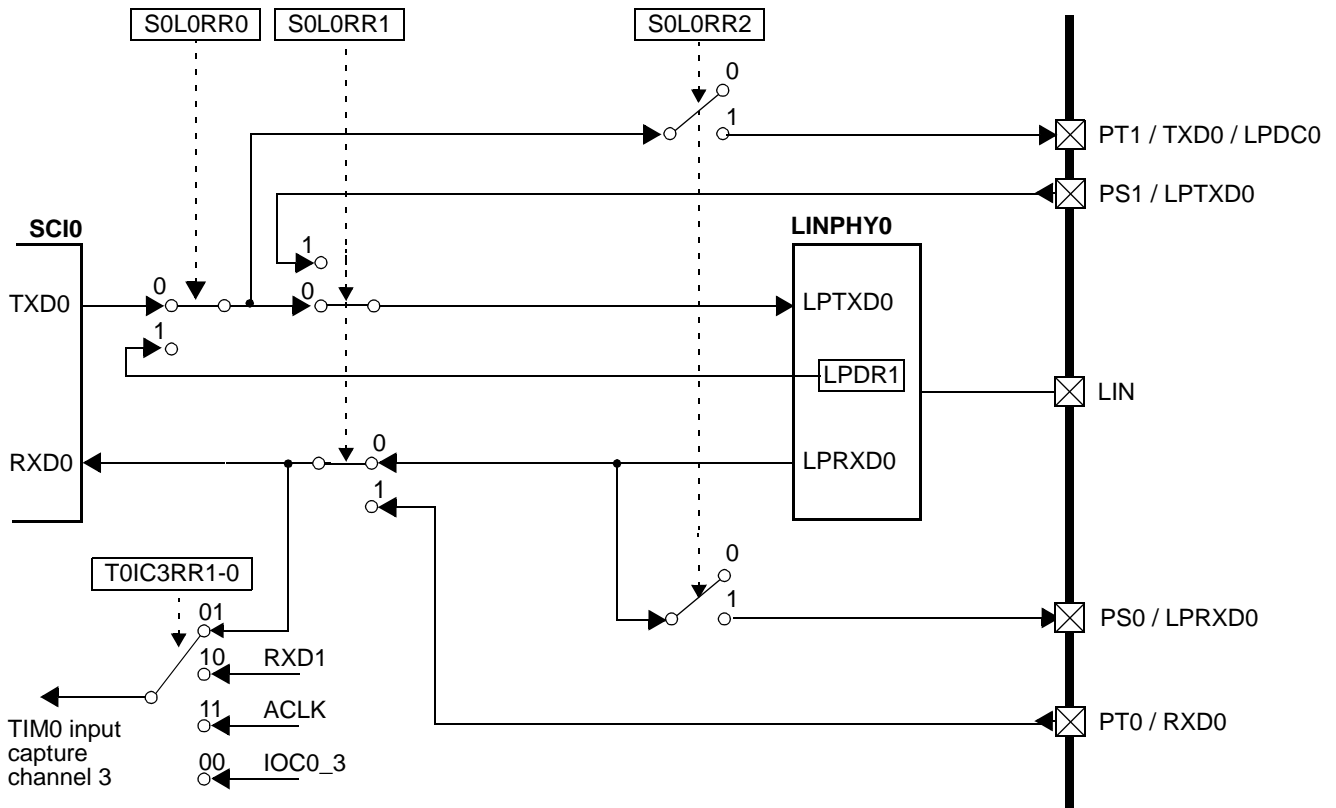 S0L0RR0
S0L0RR1
S0L0RR2
0
1
PT1 / TXD0 / LPDC0
PS1 / LPTXD0
SCI0
LINPHY0
1
0
0
TXD0
LPTXD0
1
LPDR1
LIN
0
RXD0
LPRXD0
1
0
T0IC3RR1-0
1
01
PS0 / LPRXD0
10
RXD1
11
ACLK
PT0 / RXD0
TIM0 input
capture
channel 3
00
IOC0_3